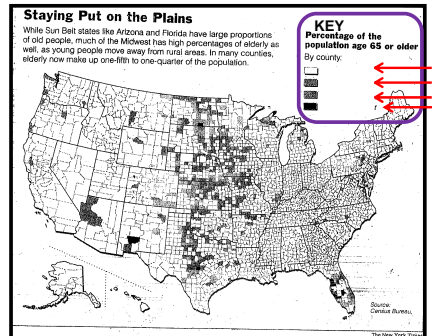 Staying Put on the Plains
While Sun Belt states like Arizona and Florida have large proportions
of old people, much of the Midwest has high percentages of elderly as
well, as young people move away from rural areas. In many counties,
elderly now make up one-fifth to one-quarter of the population.
KEY
Percentage of the
population age 65 or older
By county:
Source:
Census Bureau,
The New York Times